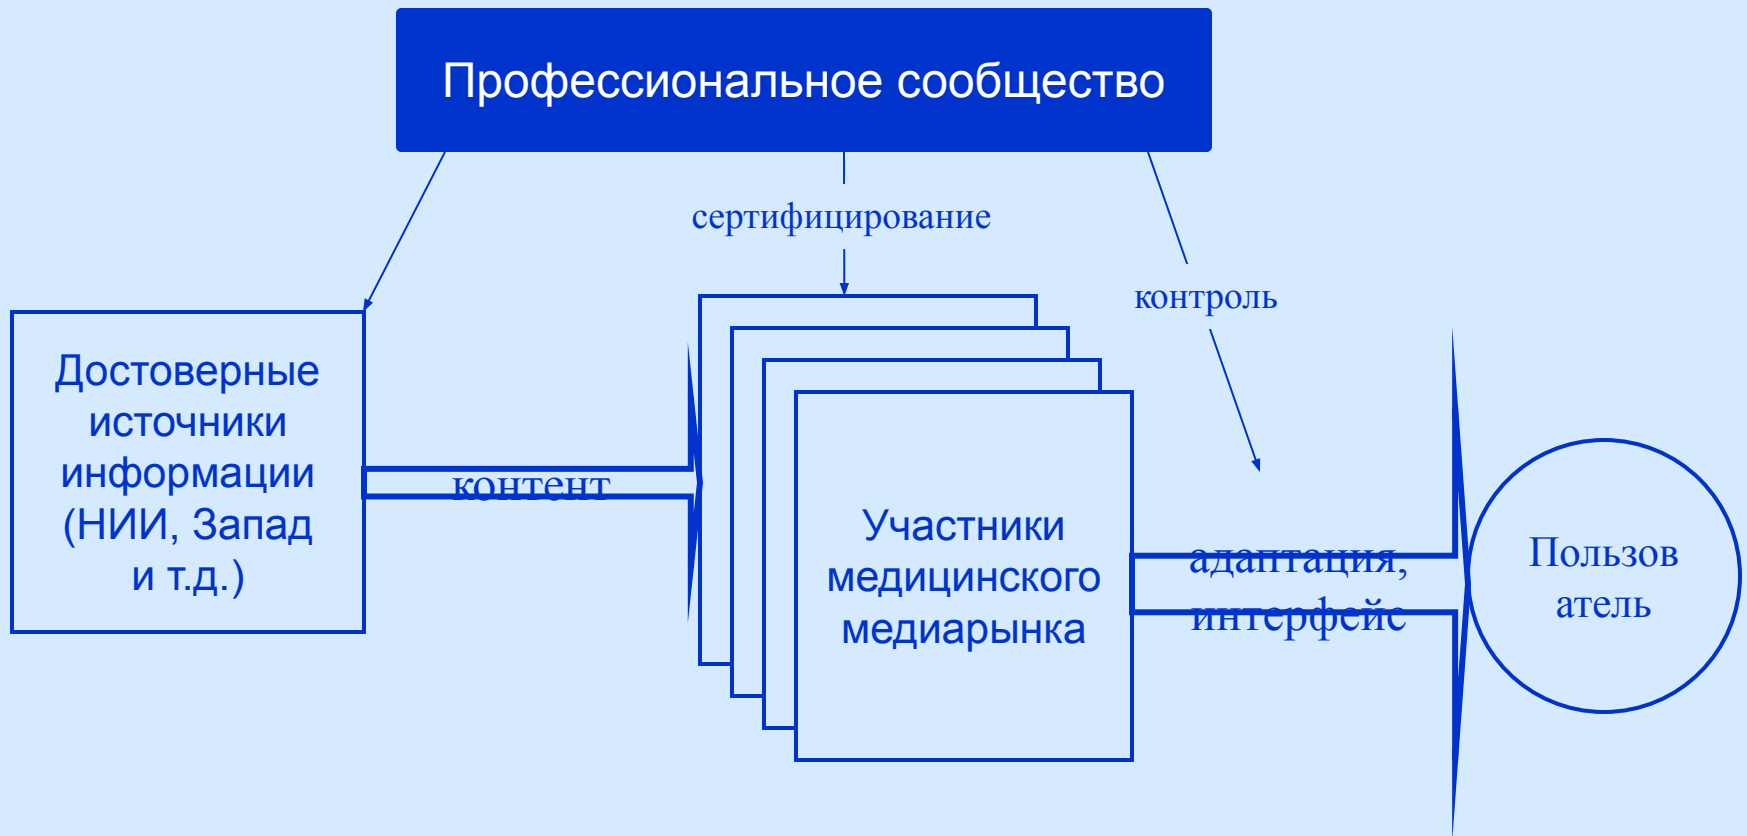 Профессиональное сообщество
сертифицирование
контроль
Достоверные
источники
информации
(НИИ, Запад
и т.д.)
контент
Участники
медицинского
медиарынка
адаптация,
интерфейс
Пользов
атель